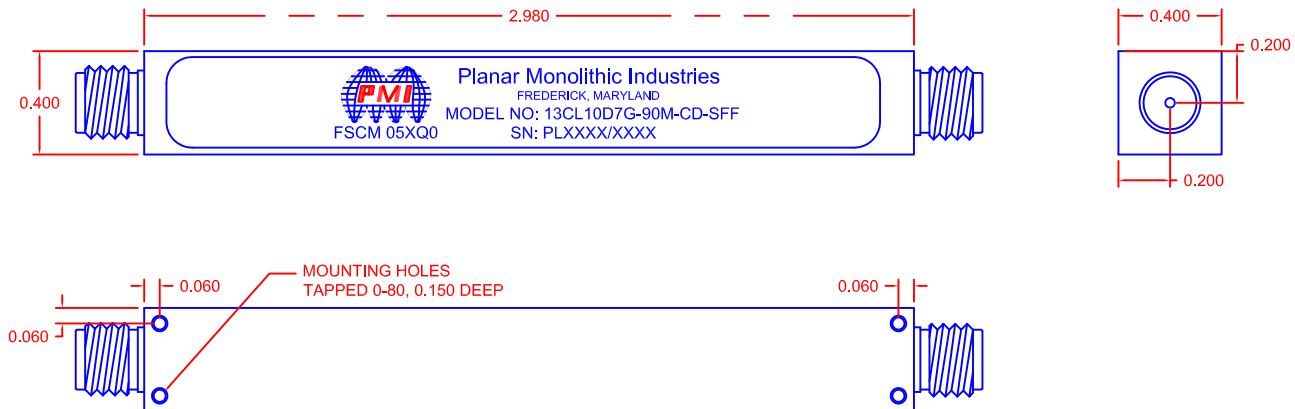 2.980
0.400
0.200
0.400
PMI
Planar Monolithic Industries
FREDERICK, MARYLAND
MODEL NO: 13CL10D7G-90M-CD-SFF
FSCM 05XQ0
SN: PLXXXX/XXXX
0.200
MOUNTING HOLES
TAPPED 0-80, 0.150 DEEP
0.060
0.060
0.060